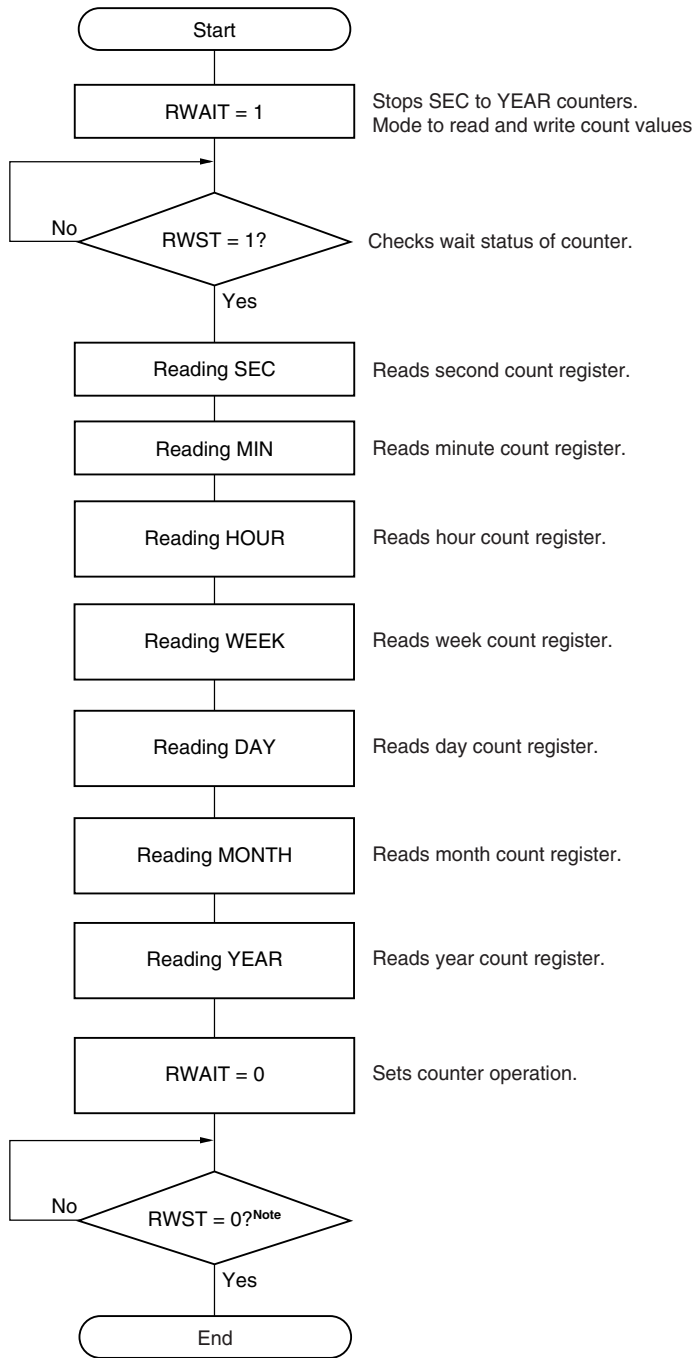 Start
RWAIT = 1
Stops SEC to YEAR counters.
Mode to read and write count values
No
RWST = 1?
Checks wait status of counter.
Yes
Reading SEC
Reads second count register.
Reading MIN
Reads minute count register.
Reading HOUR
Reads hour count register.
Reading WEEK
Reads week count register.
Reading DAY
Reads day count register.
Reading MONTH
Reads month count register.
Reading YEAR
Reads year count register.
RWAIT = 0
Sets counter operation.
No
RWST = 0?Note
Yes
End